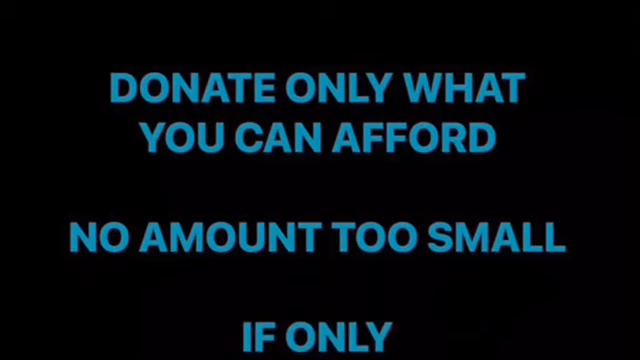 DONATE ONLY WHAT
YOU CAN AFFORD
NO AMOUNT TOO SMALL
IF ONLY